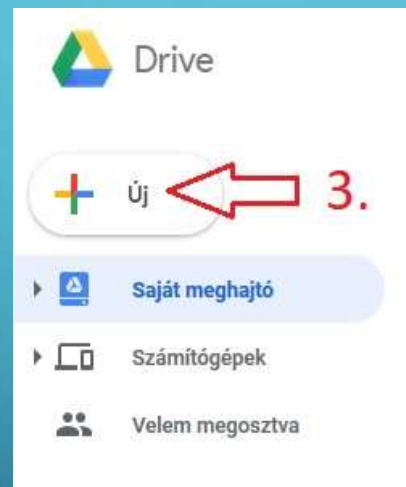 Drive
Új 3.
Saját meghajtó
Számítógépek
Velem megosztva